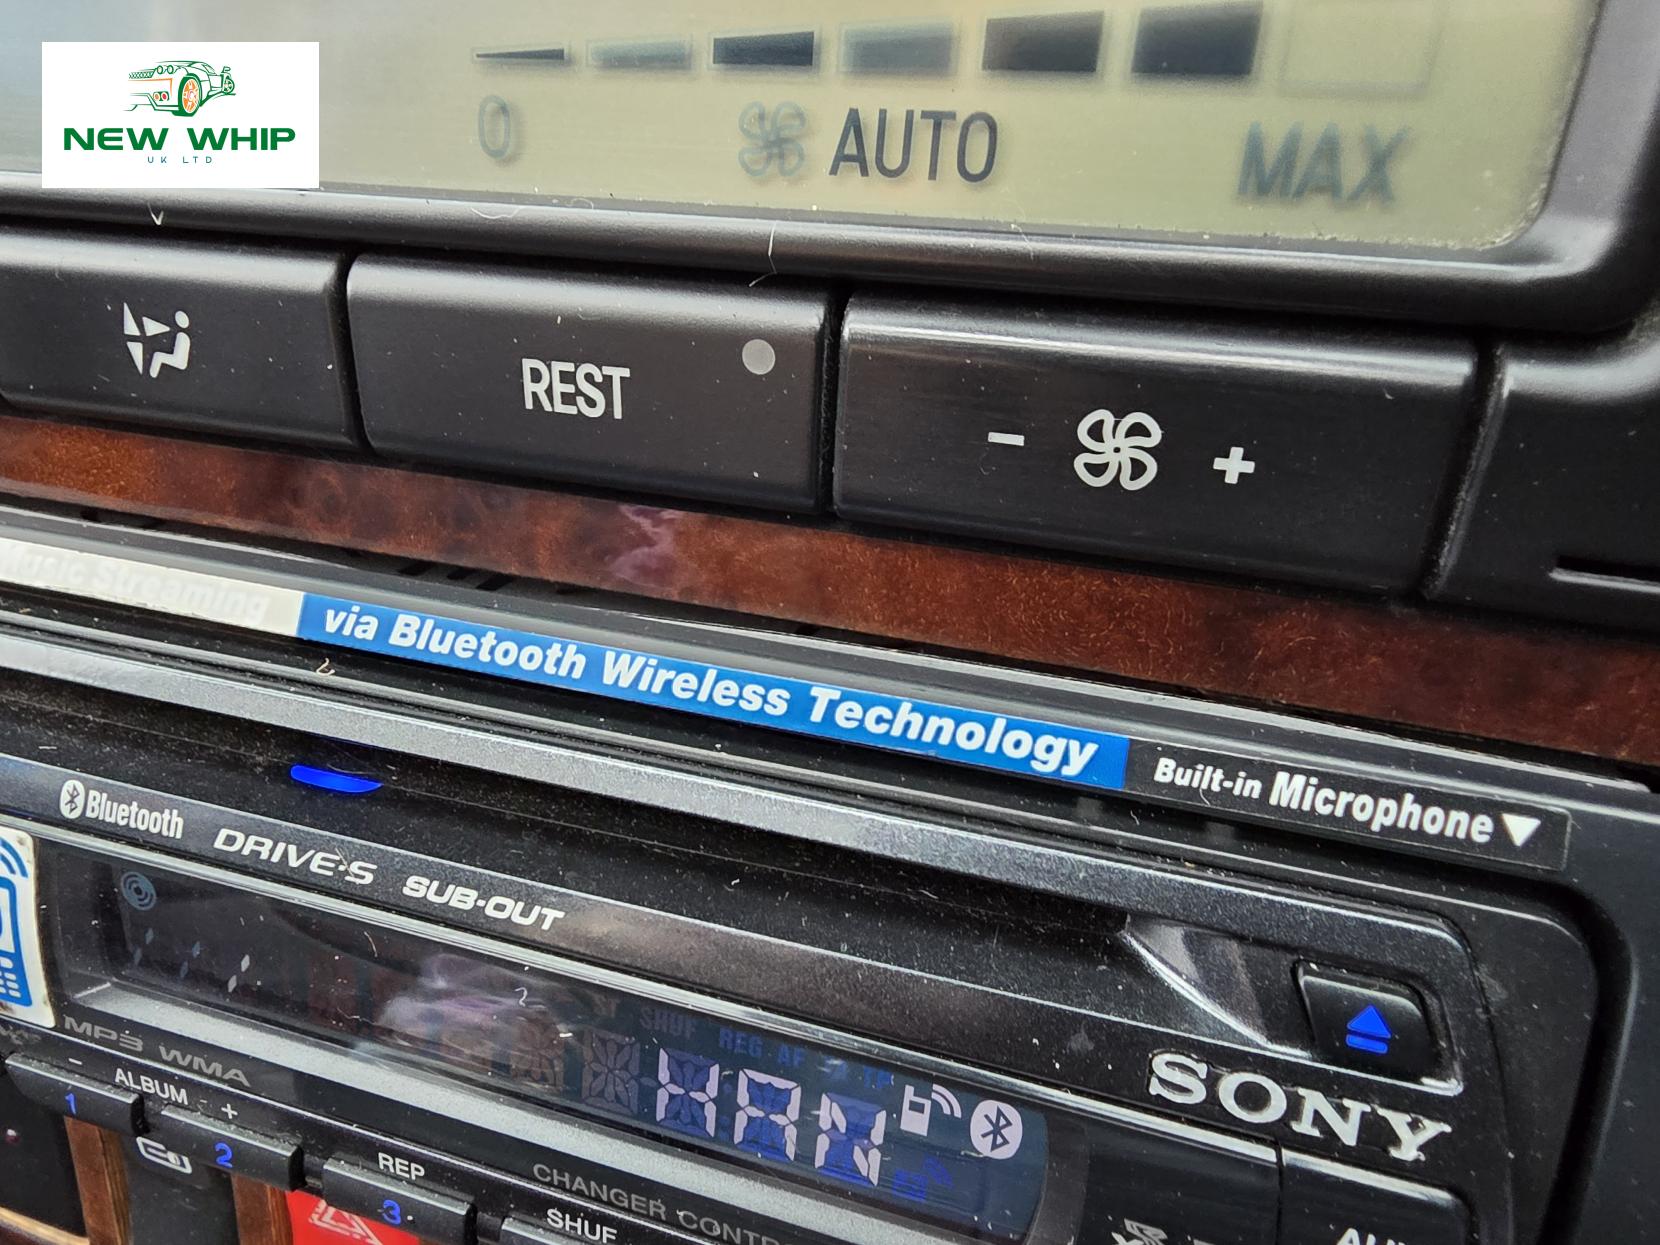 NEW WHIP
UK LTD
0 AUTO MAX
REST
- +
Music Streaming via Bluetooth Wireless Technology Built-in Microphone
Bluetooth DRIVE-S SUB-OUT
SHUF REG AF
SONY
MP3 WMA
- ALBUM +
1 2
REP
3
CHANGER
SHUF